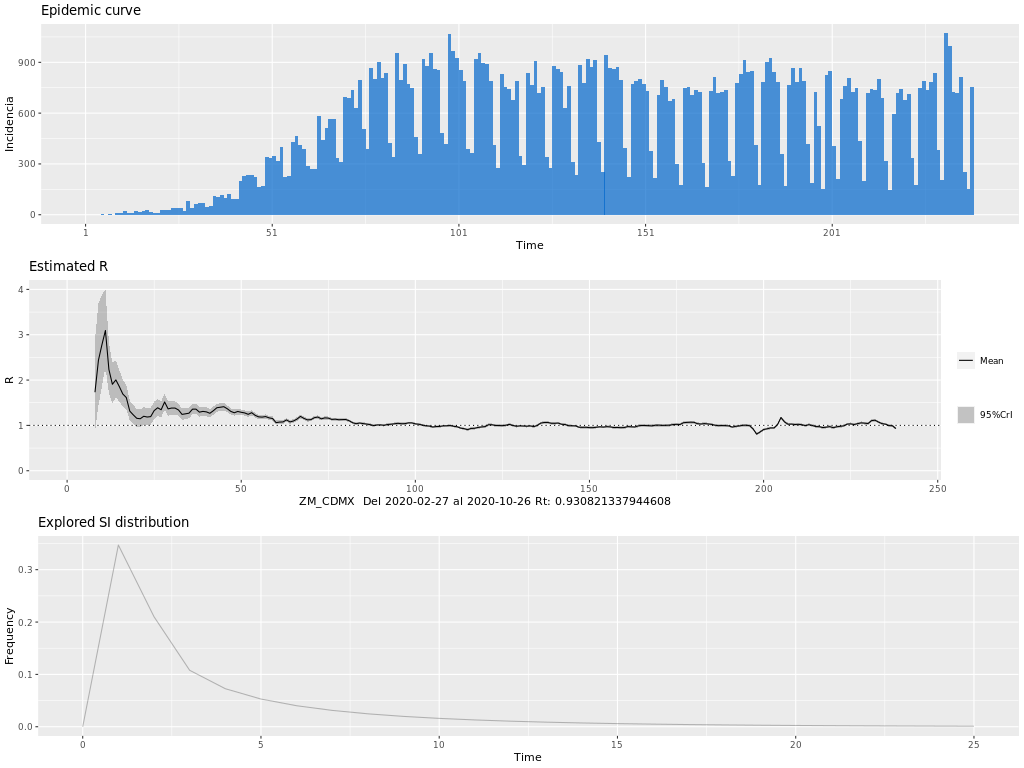 Epidemic curve
Incidencia
900
600
300
0
1 51 101 151 201
Time
Estimated R
R
4
3
2
1
0
0 50 100 150 200 250
ZM_CDMX Del 2020-02-27 al 2020-10-26 Rt: 0.930821337944608
Mean
95%CrI
Explored SI distribution
Frequency
0.3
0.2
0.1
0.0
0 5 10 15 20 25
Time